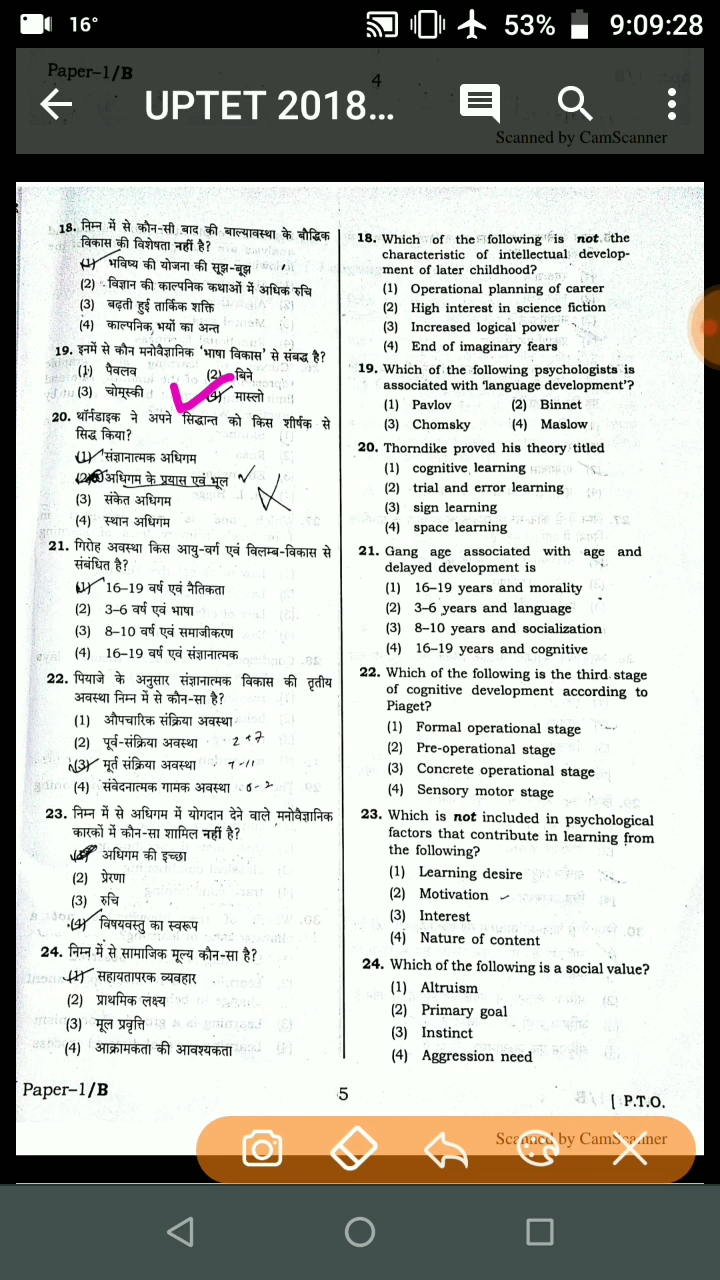 16°
53%
9:09:28
Paper–1/B
4
UPTET 2018...
Scanned by CamScanner
18. निम्न में से कौन-सी बाद की बाल्यावस्था के बौद्धिक
विकास की विशेषता नहीं है?
(1) भविष्य की योजना की सूझ-बूझ
(2) विज्ञान की काल्पनिक कथाओं में अधिक रुचि
(3) बढ़ती हुई तार्किक शक्ति
(4) काल्पनिक भयों का अन्त
19. इनमें से कौन मनोवैज्ञानिक 'भाषा विकास' से संबद्ध है?
(1) पैवलव (2) बिने
(3) चोमूस्की (4) मास्लो
20. थॉर्नडाइक ने अपने सिद्धान्त को किस शीर्षक से
सिद्ध किया?
(1) संज्ञानात्मक अधिगम
(2) अधिगम के प्रयास एवं भूल
(3) संकेत अधिगम
(4) स्थान अधिगम
21. गिरोह अवस्था किस आयु-वर्ग एवं विलम्ब-विकास से
संबंधित है?
(1) 16–19 वर्ष एवं नैतिकता
(2) 3–6 वर्ष एवं भाषा
(3) 8–10 वर्ष एवं समाजीकरण
(4) 16–19 वर्ष एवं संज्ञानात्मक
22. पियाजे के अनुसार संज्ञानात्मक विकास की तृतीय
अवस्था निम्न में से कौन-सा है?
(1) औपचारिक संक्रिया अवस्था
(2) पूर्व-संक्रिया अवस्था 2-7
(3) मूर्त संक्रिया अवस्था 7-11
(4) संवेदनात्मक गामक अवस्था 0-2
23. निम्न में से अधिगम में योगदान देने वाले मनोवैज्ञानिक
कारकों में कौन-सा शामिल नहीं है?
(1) अधिगम की इच्छा
(2) प्रेरणा
(3) रुचि
(4) विषयवस्तु का स्वरूप
24. निम्न में से सामाजिक मूल्य कौन-सा है?
(1) सहायतापरक व्यवहार
(2) प्राथमिक लक्ष्य
(3) मूल प्रवृत्ति
(4) आक्रामकता की आवश्यकता
18. Which of the following is not the
characteristic of intellectual develop-
ment of later childhood?
(1) Operational planning of career
(2) High interest in science fiction
(3) Increased logical power
(4) End of imaginary fears
19. Which of the following psychologists is
associated with 'language development'?
(1) Pavlov (2) Binnet
(3) Chomsky (4) Maslow
20. Thorndike proved his theory titled
(1) cognitive learning
(2) trial and error learning
(3) sign learning
(4) space learning
21. Gang age associated with age and
delayed development is
(1) 16–19 years and morality
(2) 3–6 years and language
(3) 8–10 years and socialization
(4) 16–19 years and cognitive
22. Which of the following is the third stage
of cognitive development according to
Piaget?
(1) Formal operational stage
(2) Pre-operational stage
(3) Concrete operational stage
(4) Sensory motor stage
23. Which is not included in psychological
factors that contribute in learning from
the following?
(1) Learning desire
(2) Motivation
(3) Interest
(4) Nature of content
24. Which of the following is a social value?
(1) Altruism
(2) Primary goal
(3) Instinct
(4) Aggression need
Paper–1/B
5
[ P.T.O.
Scanned by CamScanner